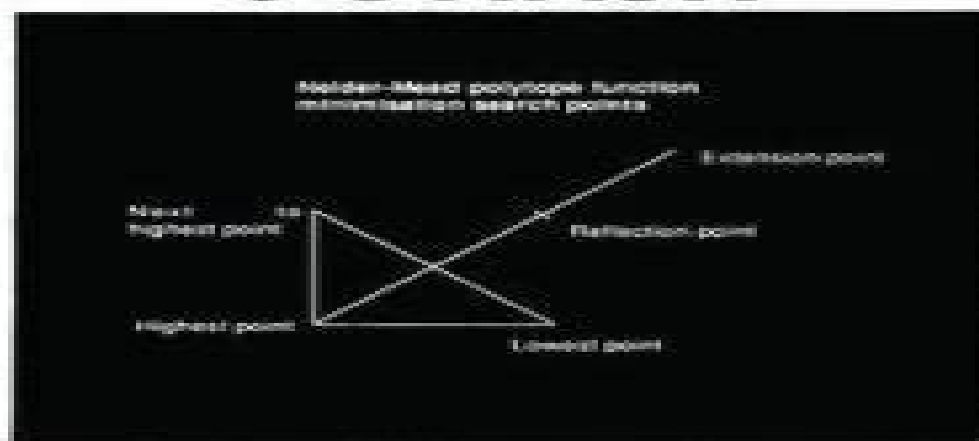 Nelder-Mead polytope function
minimisation search points
Extension point
Next to
highest point
Reflection point
Highest point
Lowest point